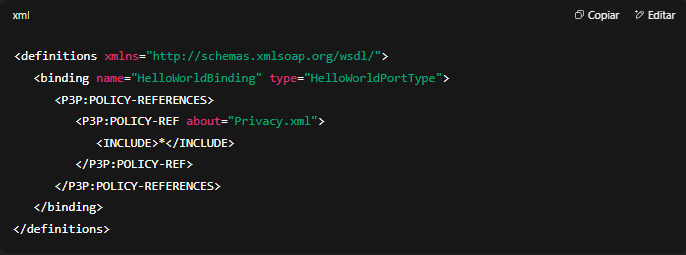 xml
Copiar
Editar
<definitions xmlns="http://schemas.xmlsoap.org/wsdl/">
<binding name="HelloWorldBinding" type="HelloWorldPortType">
<P3P:POLICY-REFERENCES>
<P3P:POLICY-REF about="Privacy.xml">
<INCLUDE>*</INCLUDE>
</P3P:POLICY-REF>
</P3P:POLICY-REFERENCES>
</binding>
</definitions>